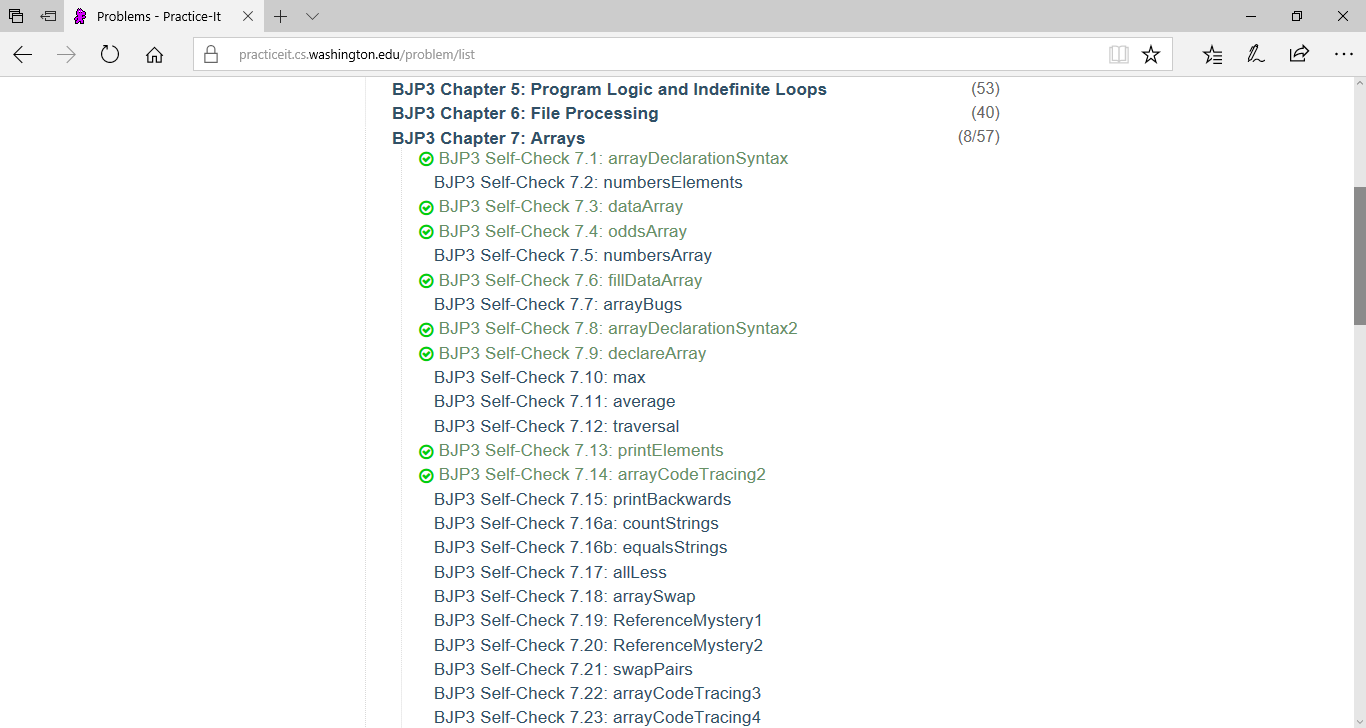 Problems - Practice-It
practiceit.cs.washington.edu/problem/list
BJP3 Chapter 5: Program Logic and Indefinite Loops (53)
BJP3 Chapter 6: File Processing (40)
BJP3 Chapter 7: Arrays (8/57)
BJP3 Self-Check 7.1: arrayDeclarationSyntax
BJP3 Self-Check 7.2: numbersElements
BJP3 Self-Check 7.3: dataArray
BJP3 Self-Check 7.4: oddsArray
BJP3 Self-Check 7.5: numbersArray
BJP3 Self-Check 7.6: fillDataArray
BJP3 Self-Check 7.7: arrayBugs
BJP3 Self-Check 7.8: arrayDeclarationSyntax2
BJP3 Self-Check 7.9: declareArray
BJP3 Self-Check 7.10: max
BJP3 Self-Check 7.11: average
BJP3 Self-Check 7.12: traversal
BJP3 Self-Check 7.13: printElements
BJP3 Self-Check 7.14: arrayCodeTracing2
BJP3 Self-Check 7.15: printBackwards
BJP3 Self-Check 7.16a: countStrings
BJP3 Self-Check 7.16b: equalsStrings
BJP3 Self-Check 7.17: allLess
BJP3 Self-Check 7.18: arraySwap
BJP3 Self-Check 7.19: ReferenceMystery1
BJP3 Self-Check 7.20: ReferenceMystery2
BJP3 Self-Check 7.21: swapPairs
BJP3 Self-Check 7.22: arrayCodeTracing3
BJP3 Self-Check 7.23: arrayCodeTracing4